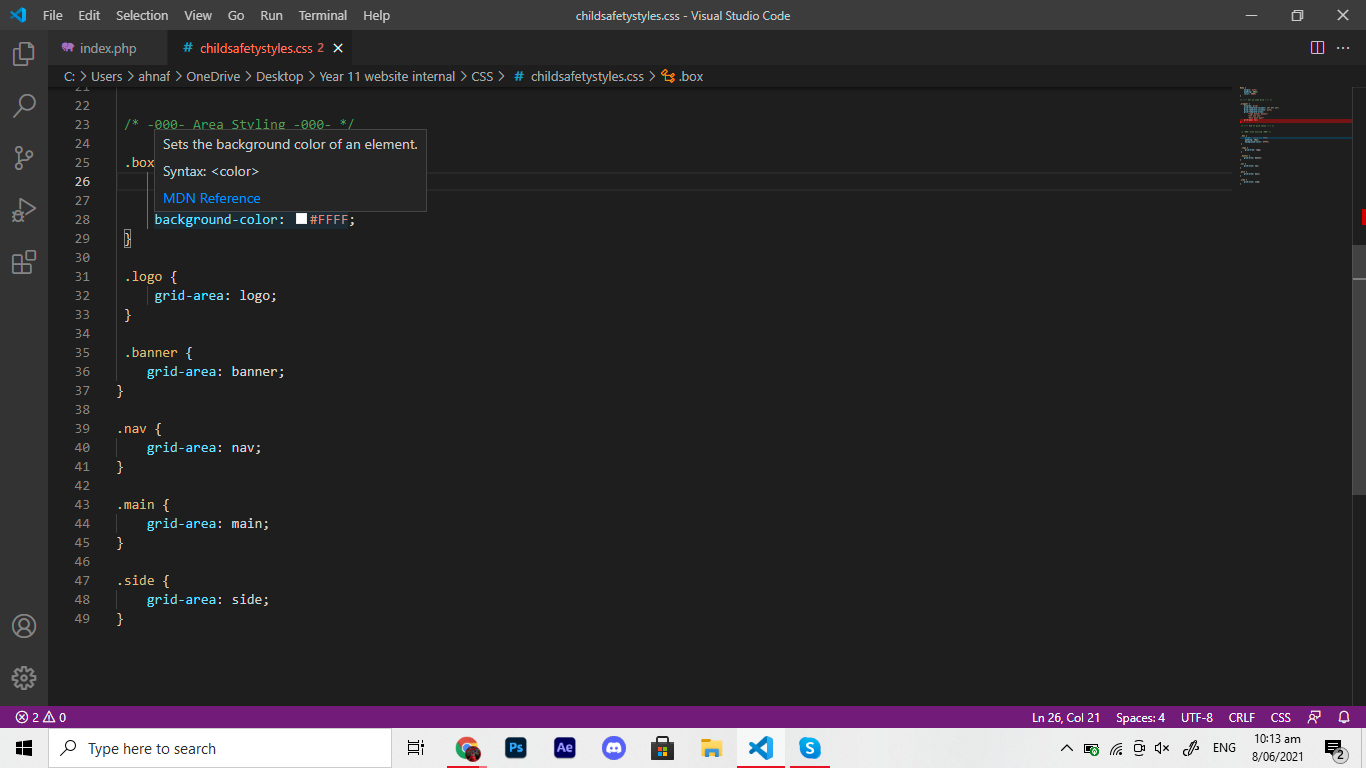 File Edit Selection View Go Run Terminal Help childsafetystyles.css - Visual Studio Code
index.php # childsafetystyles.css 2
C: > Users > ahnaf > OneDrive > Desktop > Year 11 website internal > CSS > # childsafetystyles.css > .box
21
22
23 /* -000- Area Styling -000- */
24 Sets the background color of an element.
25 .box
Syntax: <color>
26
27 MDN Reference
28 background-color: #FFFF;
29 }
30
31 .logo {
32 grid-area: logo;
33 }
34
35 .banner {
36 grid-area: banner;
37 }
38
39 .nav {
40 grid-area: nav;
41 }
42
43 .main {
44 grid-area: main;
45 }
46
47 .side {
48 grid-area: side;
49 }
2 0 Ln 26, Col 21 Spaces: 4 UTF-8 CRLF CSS
Type here to search Ps Ae S ENG 10:13 am
8/06/2021 2